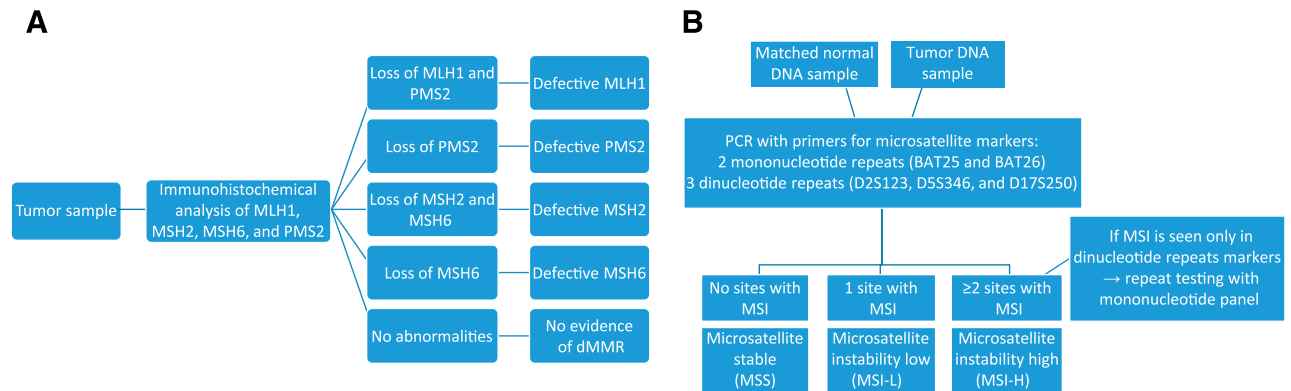 A
Tumor sample
Immunohistochemical
analysis of MLH1,
MSH2, MSH6, and PMS2
Loss of MLH1 and
PMS2
Defective MLH1
Loss of PMS2
Defective PMS2
Loss of MSH2 and
MSH6
Defective MSH2
Loss of MSH6
Defective MSH6
No abnormalities
No evidence
of dMMR
B
Matched normal
DNA sample
Tumor DNA
sample
PCR with primers for microsatellite markers:
2 mononucleotide repeats (BAT25 and BAT26)
3 dinucleotide repeats (D2S123, D5S346, and D17S250)
If MSI is seen only in
dinucleotide repeats markers
→ repeat testing with
mononucleotide panel
No sites with
MSI
1 site with
MSI
≥2 sites with
MSI
Microsatellite
stable
(MSS)
Microsatellite
instability low
(MSI-L)
Microsatellite
instability high
(MSI-H)